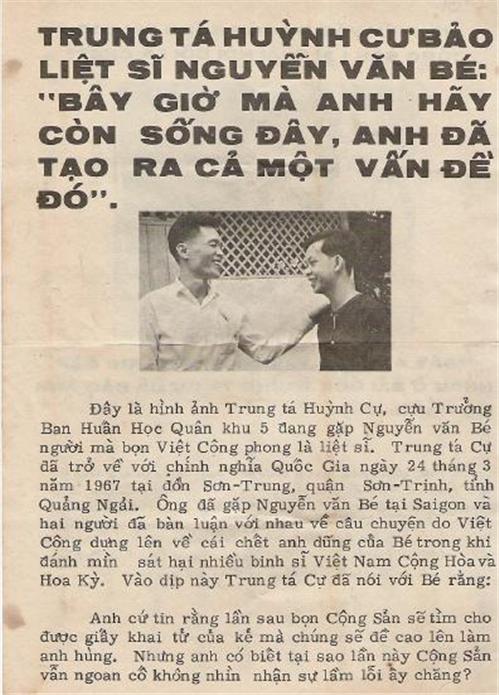 TRUNG TÁ HUỲNH CỰ BẢO
LIỆT SĨ NGUYỄN VĂN BÉ:
"BÂY GIỜ MÀ ANH HÃY
CÒN SỐNG ĐÂY, ANH ĐÃ
TẠO RA CẢ MỘT VẤN ĐỀ
ĐÓ".
Đây là hình ảnh Trung tá Huỳnh Cự, cựu Trưởng
Ban Huấn Học Quân khu 5 đang gặp Nguyễn văn Bé
người mà bọn Việt Cộng phong là liệt sĩ. Trung tá Cự
đã trở về với chính nghĩa Quốc Gia ngày 24 tháng 3
năm 1967 tại đồn Sơn-Trung, quận Sơn-Trinh, tỉnh
Quảng Ngải. Ông đã gặp Nguyễn văn Bé tại Saigon và
hai người đã bàn luận với nhau về câu chuyện do Việt
Cộng dưng lên về cái chết anh dũng của Bé trong khi
đánh mìn sát hại nhiều binh sĩ Việt Nam Cộng Hòa và
Hoa Kỳ. Vào dịp này Trung tá Cự đã nói với Bé rằng:
Anh cứ tin rằng lần sau bọn Cộng Sản sẽ tìm cho
được giấy khai tử của kẻ mà chúng sẽ đề cao lên làm
anh hùng. Nhưng anh có biết tại sao lần này Cộng Sản
vẫn ngoan cố không nhìn nhận sự lầm lỗi ấy chăng?